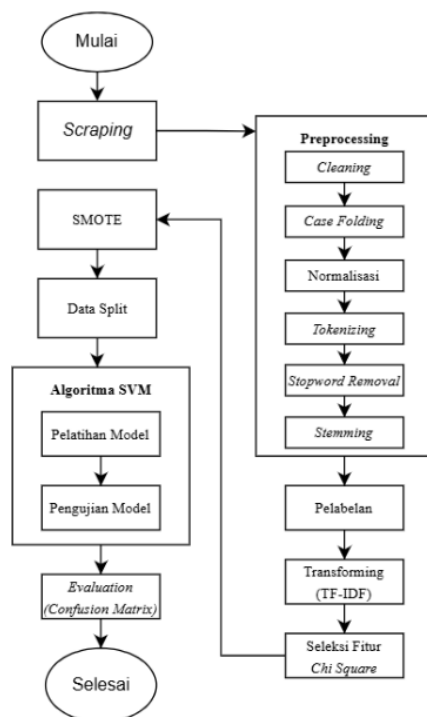 Mulai
Scraping
Preprocessing
Cleaning
Case Folding
Normalisasi
Tokenizing
Stopword Removal
Stemming
Pelabelan
Transforming
(TF-IDF)
Seleksi Fitur
Chi Square
SMOTE
Data Split
Algoritma SVM
Pelatihan Model
Pengujian Model
Evaluation
(Confusion Matrix)
Selesai